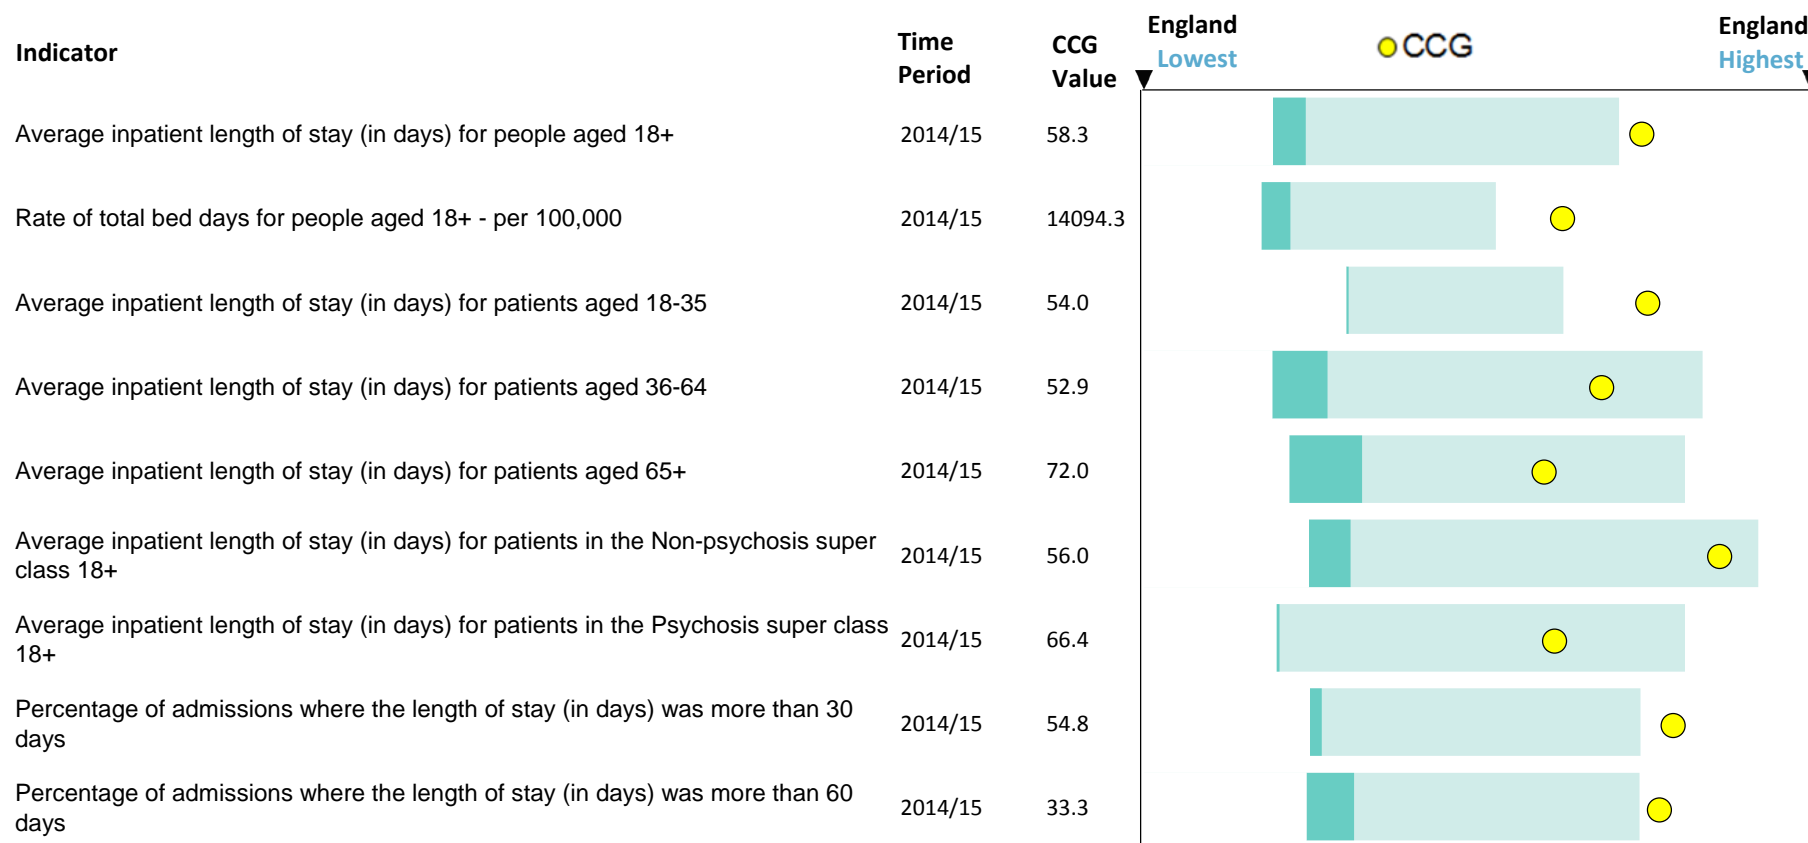 Indicator
Time
Period
CCG
Value
England
Lowest
CCG
England
Highest
Average inpatient length of stay (in days) for people aged 18+ 2014/15 58.3
Rate of total bed days for people aged 18+ - per 100,000 2014/15 14094.3
Average inpatient length of stay (in days) for patients aged 18-35 2014/15 54.0
Average inpatient length of stay (in days) for patients aged 36-64 2014/15 52.9
Average inpatient length of stay (in days) for patients aged 65+ 2014/15 72.0
Average inpatient length of stay (in days) for patients in the Non-psychosis super
class 18+
2014/15 56.0
Average inpatient length of stay (in days) for patients in the Psychosis super class
18+
2014/15 66.4
Percentage of admissions where the length of stay (in days) was more than 30
days
2014/15 54.8
Percentage of admissions where the length of stay (in days) was more than 60
days
2014/15 33.3